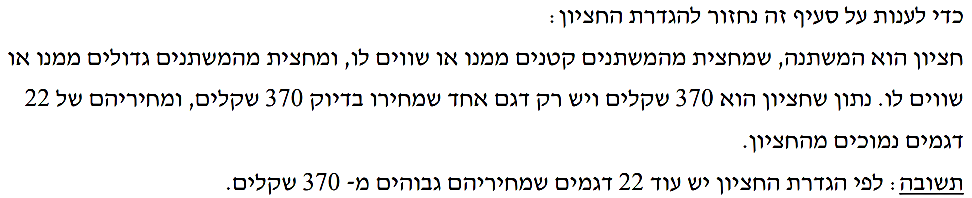 כדי לענות על סעיף זה נחזור להגדרת החציון:
חציון הוא המשתנה, שמחצית מהמשתנים קטנים ממנו או שווים לו, ומחצית מהמשתנים גדולים ממנו או
שווים לו. נתון שחציון הוא 370 שקלים ויש רק דגם אחד שמחירו בדיוק 370 שקלים, ומחיריהם של 22
דגמים נמוכים מהחציון.
תשובה: לפי הגדרת החציון יש עוד 22 דגמים שמחיריהם גבוהים מ- 370 שקלים.